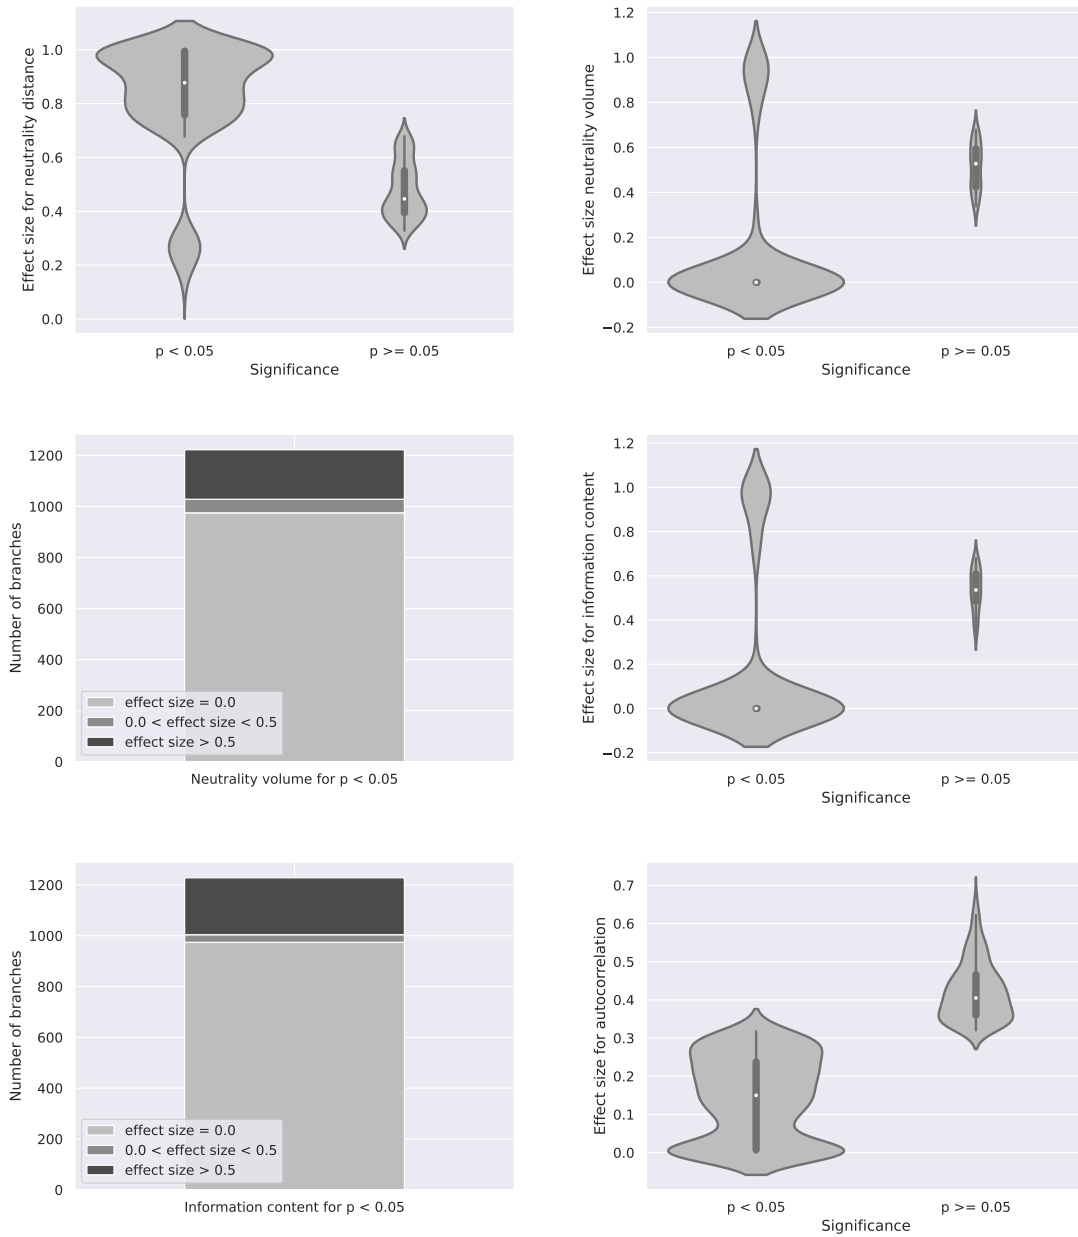 Effect size for neutrality distance
1.0
0.8
0.6
0.4
0.2
0.0
p < 0.05
p >= 0.05
Significance
Effect size neutrality volume
1.2
1.0
0.8
0.6
0.4
0.2
0.0
−0.2
p < 0.05
p >= 0.05
Significance
Number of branches
1200
1000
800
600
400
200
0
effect size = 0.0
0.0 < effect size < 0.5
effect size > 0.5
Neutrality volume for p < 0.05
Effect size for information content
1.2
1.0
0.8
0.6
0.4
0.2
0.0
−0.2
p < 0.05
p >= 0.05
Significance
Number of branches
1200
1000
800
600
400
200
0
effect size = 0.0
0.0 < effect size < 0.5
effect size > 0.5
Information content for p < 0.05
Effect size for autocorrelation
0.7
0.6
0.5
0.4
0.3
0.2
0.1
0.0
p < 0.05
p >= 0.05
Significance